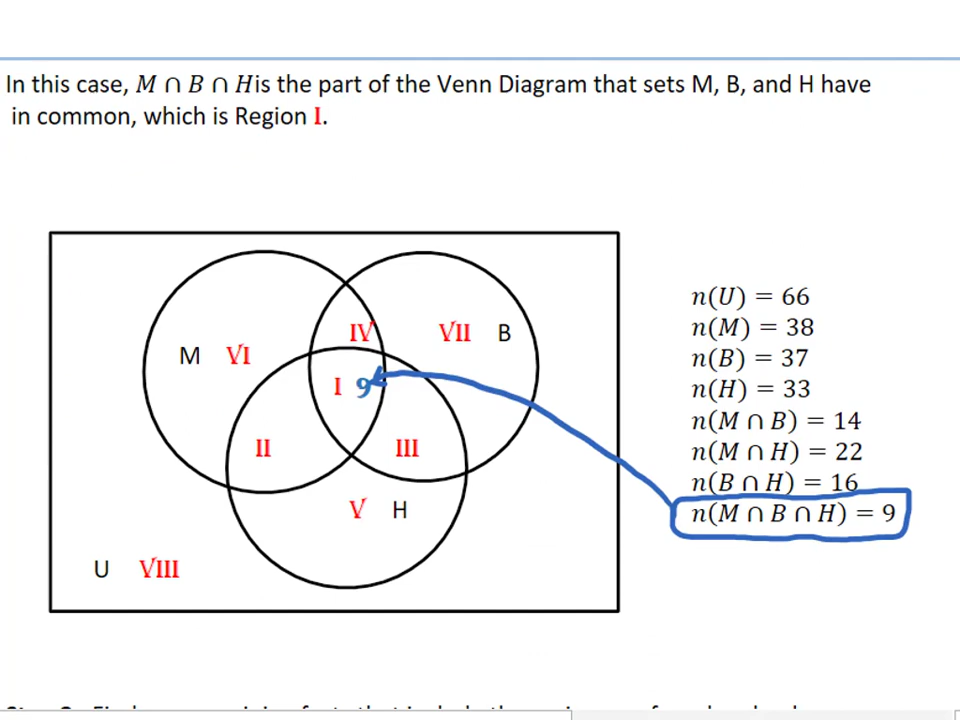 In this case, M ∩ B ∩ H is the part of the Venn Diagram that sets M, B, and H have
in common, which is Region I.
n(U) = 66
n(M) = 38
n(B) = 37
n(H) = 33
n(M ∩ B) = 14
n(M ∩ H) = 22
n(B ∩ H) = 16
n(M ∩ B ∩ H) = 9
IV VII B
M VI
I 9
II III
V H
U VIII